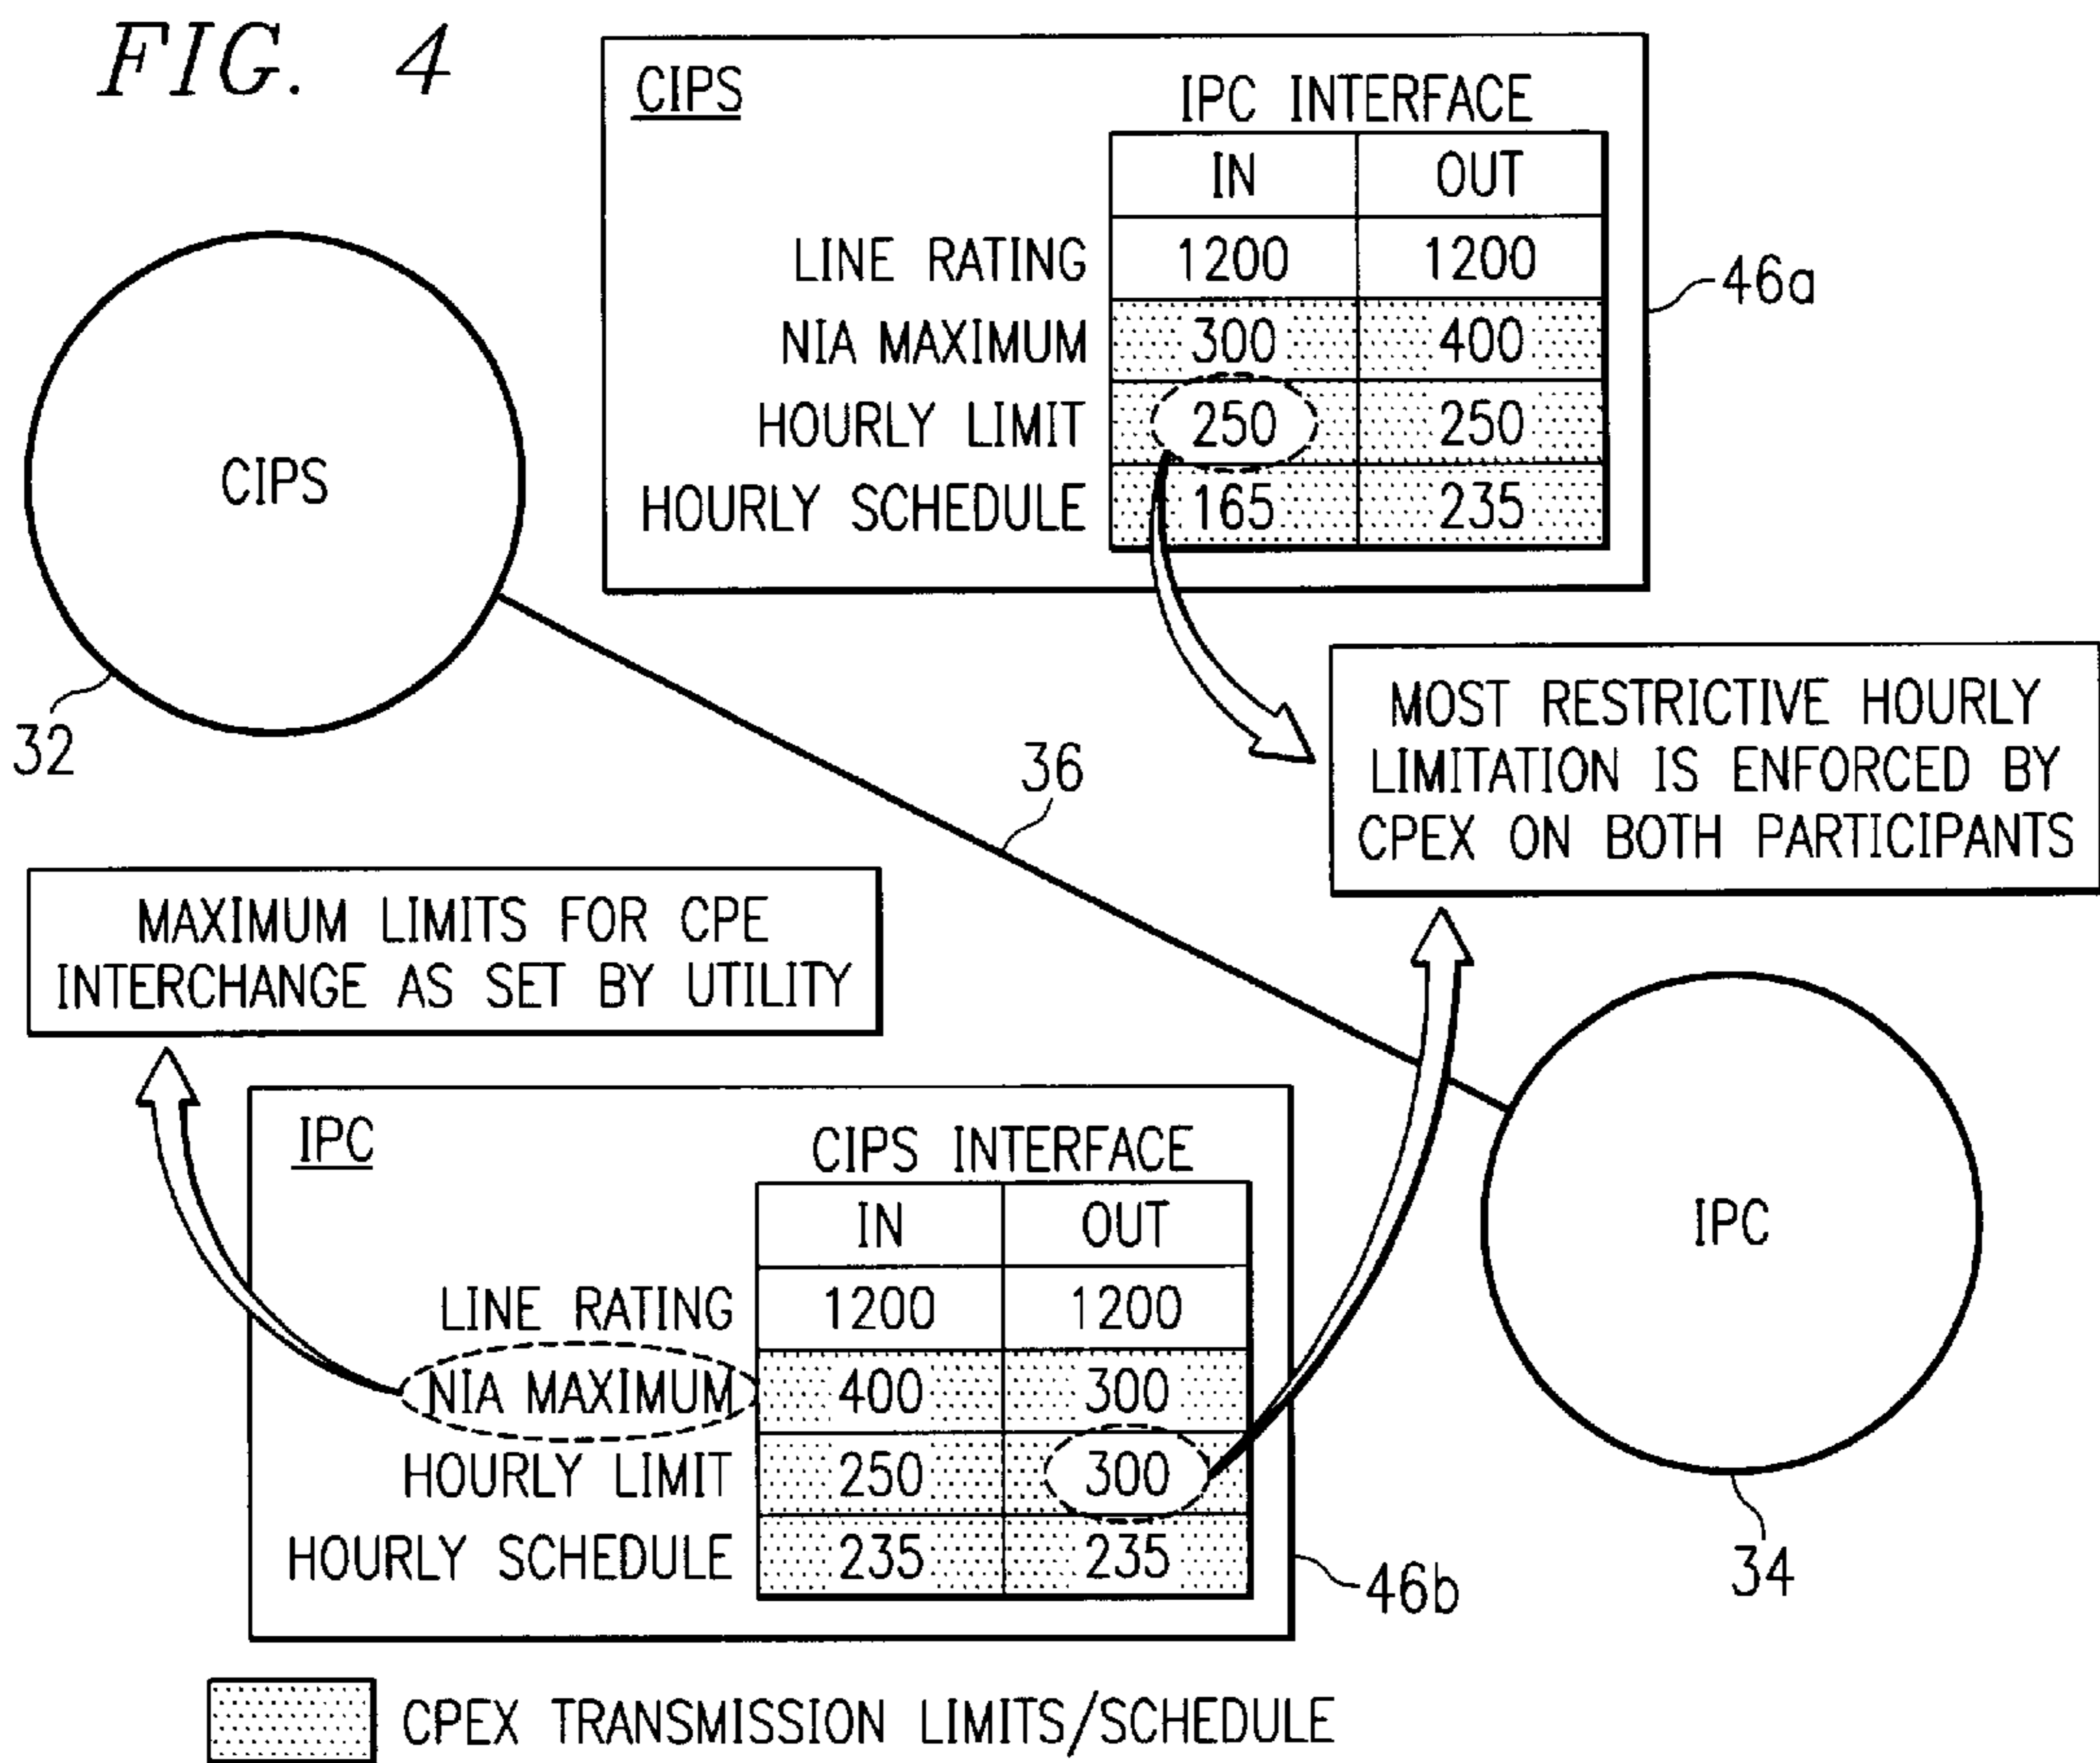 FIG. 4
CIPS
IPC INTERFACE
IN OUT
LINE RATING 1200 1200
NIA MAXIMUM 300 400
HOURLY LIMIT 250 250
HOURLY SCHEDULE 165 235
46a
CIPS
32
36
MOST RESTRICTIVE HOURLY
LIMITATION IS ENFORCED BY
CPEX ON BOTH PARTICIPANTS
MAXIMUM LIMITS FOR CPE
INTERCHANGE AS SET BY UTILITY
IPC
CIPS INTERFACE
IN OUT
LINE RATING 1200 1200
NIA MAXIMUM 400 300
HOURLY LIMIT 250 300
HOURLY SCHEDULE 235 235
46b
IPC
34
CPEX TRANSMISSION LIMITS/SCHEDULE